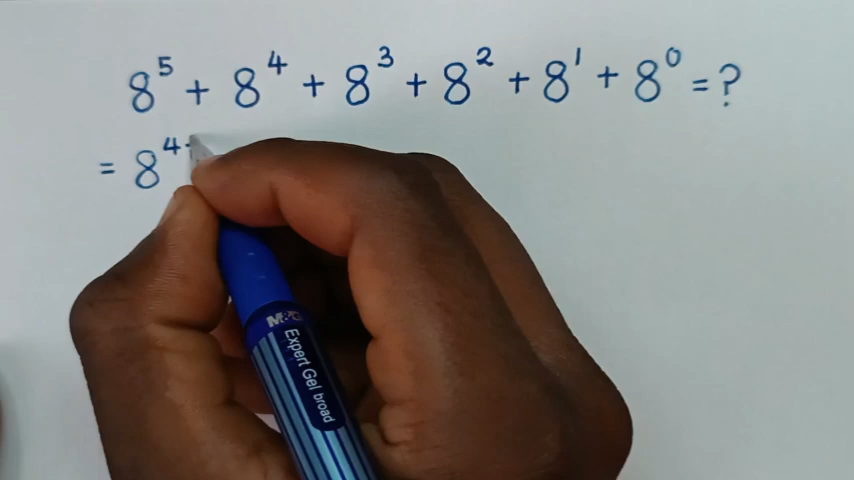 8⁵ + 8⁴ + 8³ + 8² + 8¹ + 8⁰ = ?
= 8⁴
M&G
Expert Gel broad